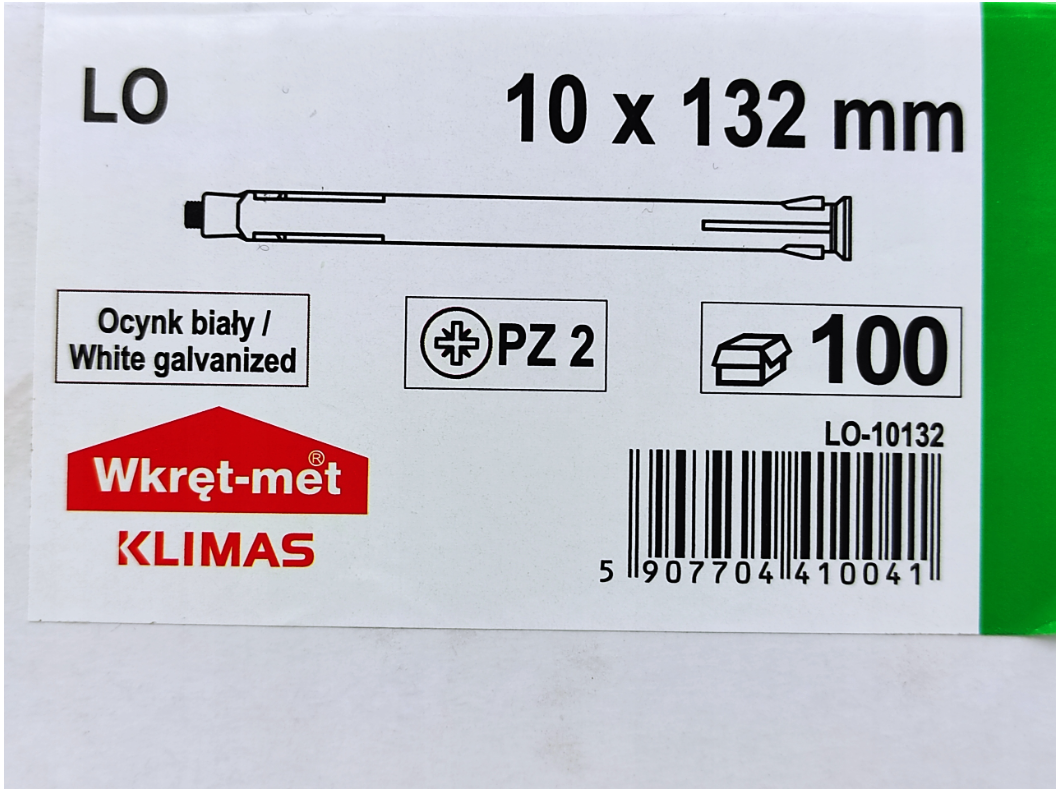 LO
10 x 132 mm
Ocynk biały /
White galvanized
PZ 2
100
LO-10132
Wkręt-met®
KLIMAS
5 907704 410041